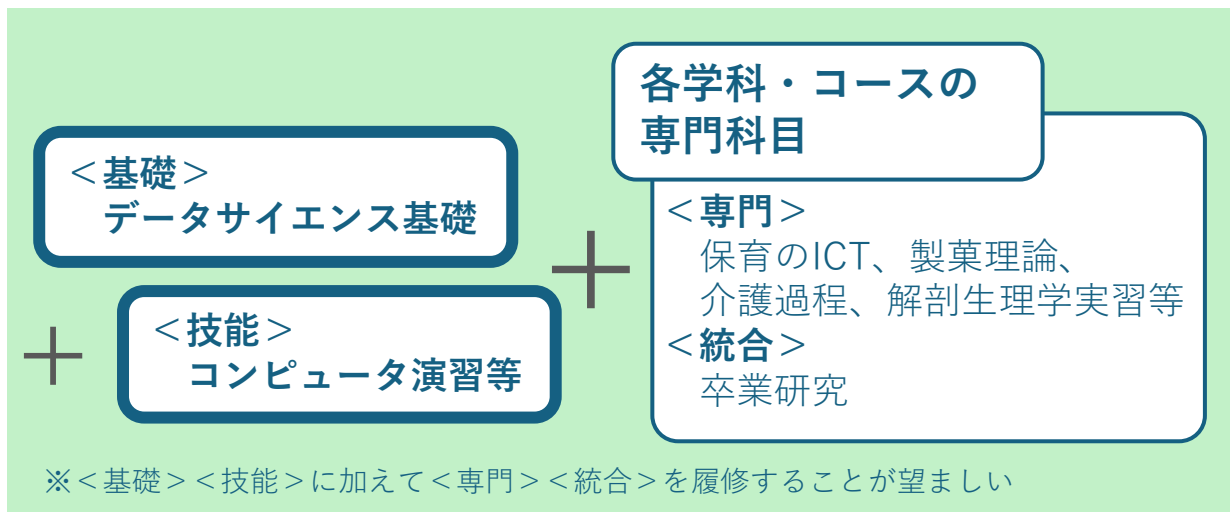 ＜基礎＞
データサイエンス基礎
＋
＜技能＞
コンピュータ演習等
＋
各学科・コースの
専門科目
＜専門＞
保育のICT、製菓理論、
介護過程、解剖生理学実習等
＜統合＞
卒業研究
※＜基礎＞＜技能＞に加えて＜専門＞＜統合＞を履修することが望ましい